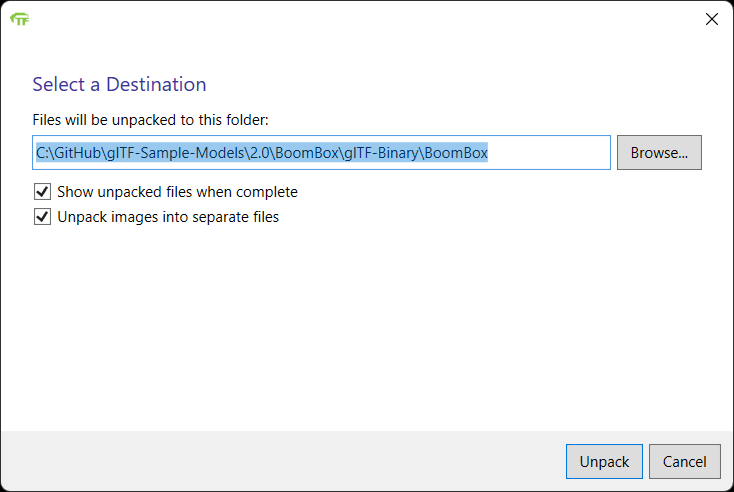 TF
Select a Destination
Files will be unpacked to this folder:
C:\GitHub\glTF-Sample-Models\2.0\BoomBox\glTF-Binary\BoomBox
Browse...
Show unpacked files when complete
Unpack images into separate files
Unpack
Cancel